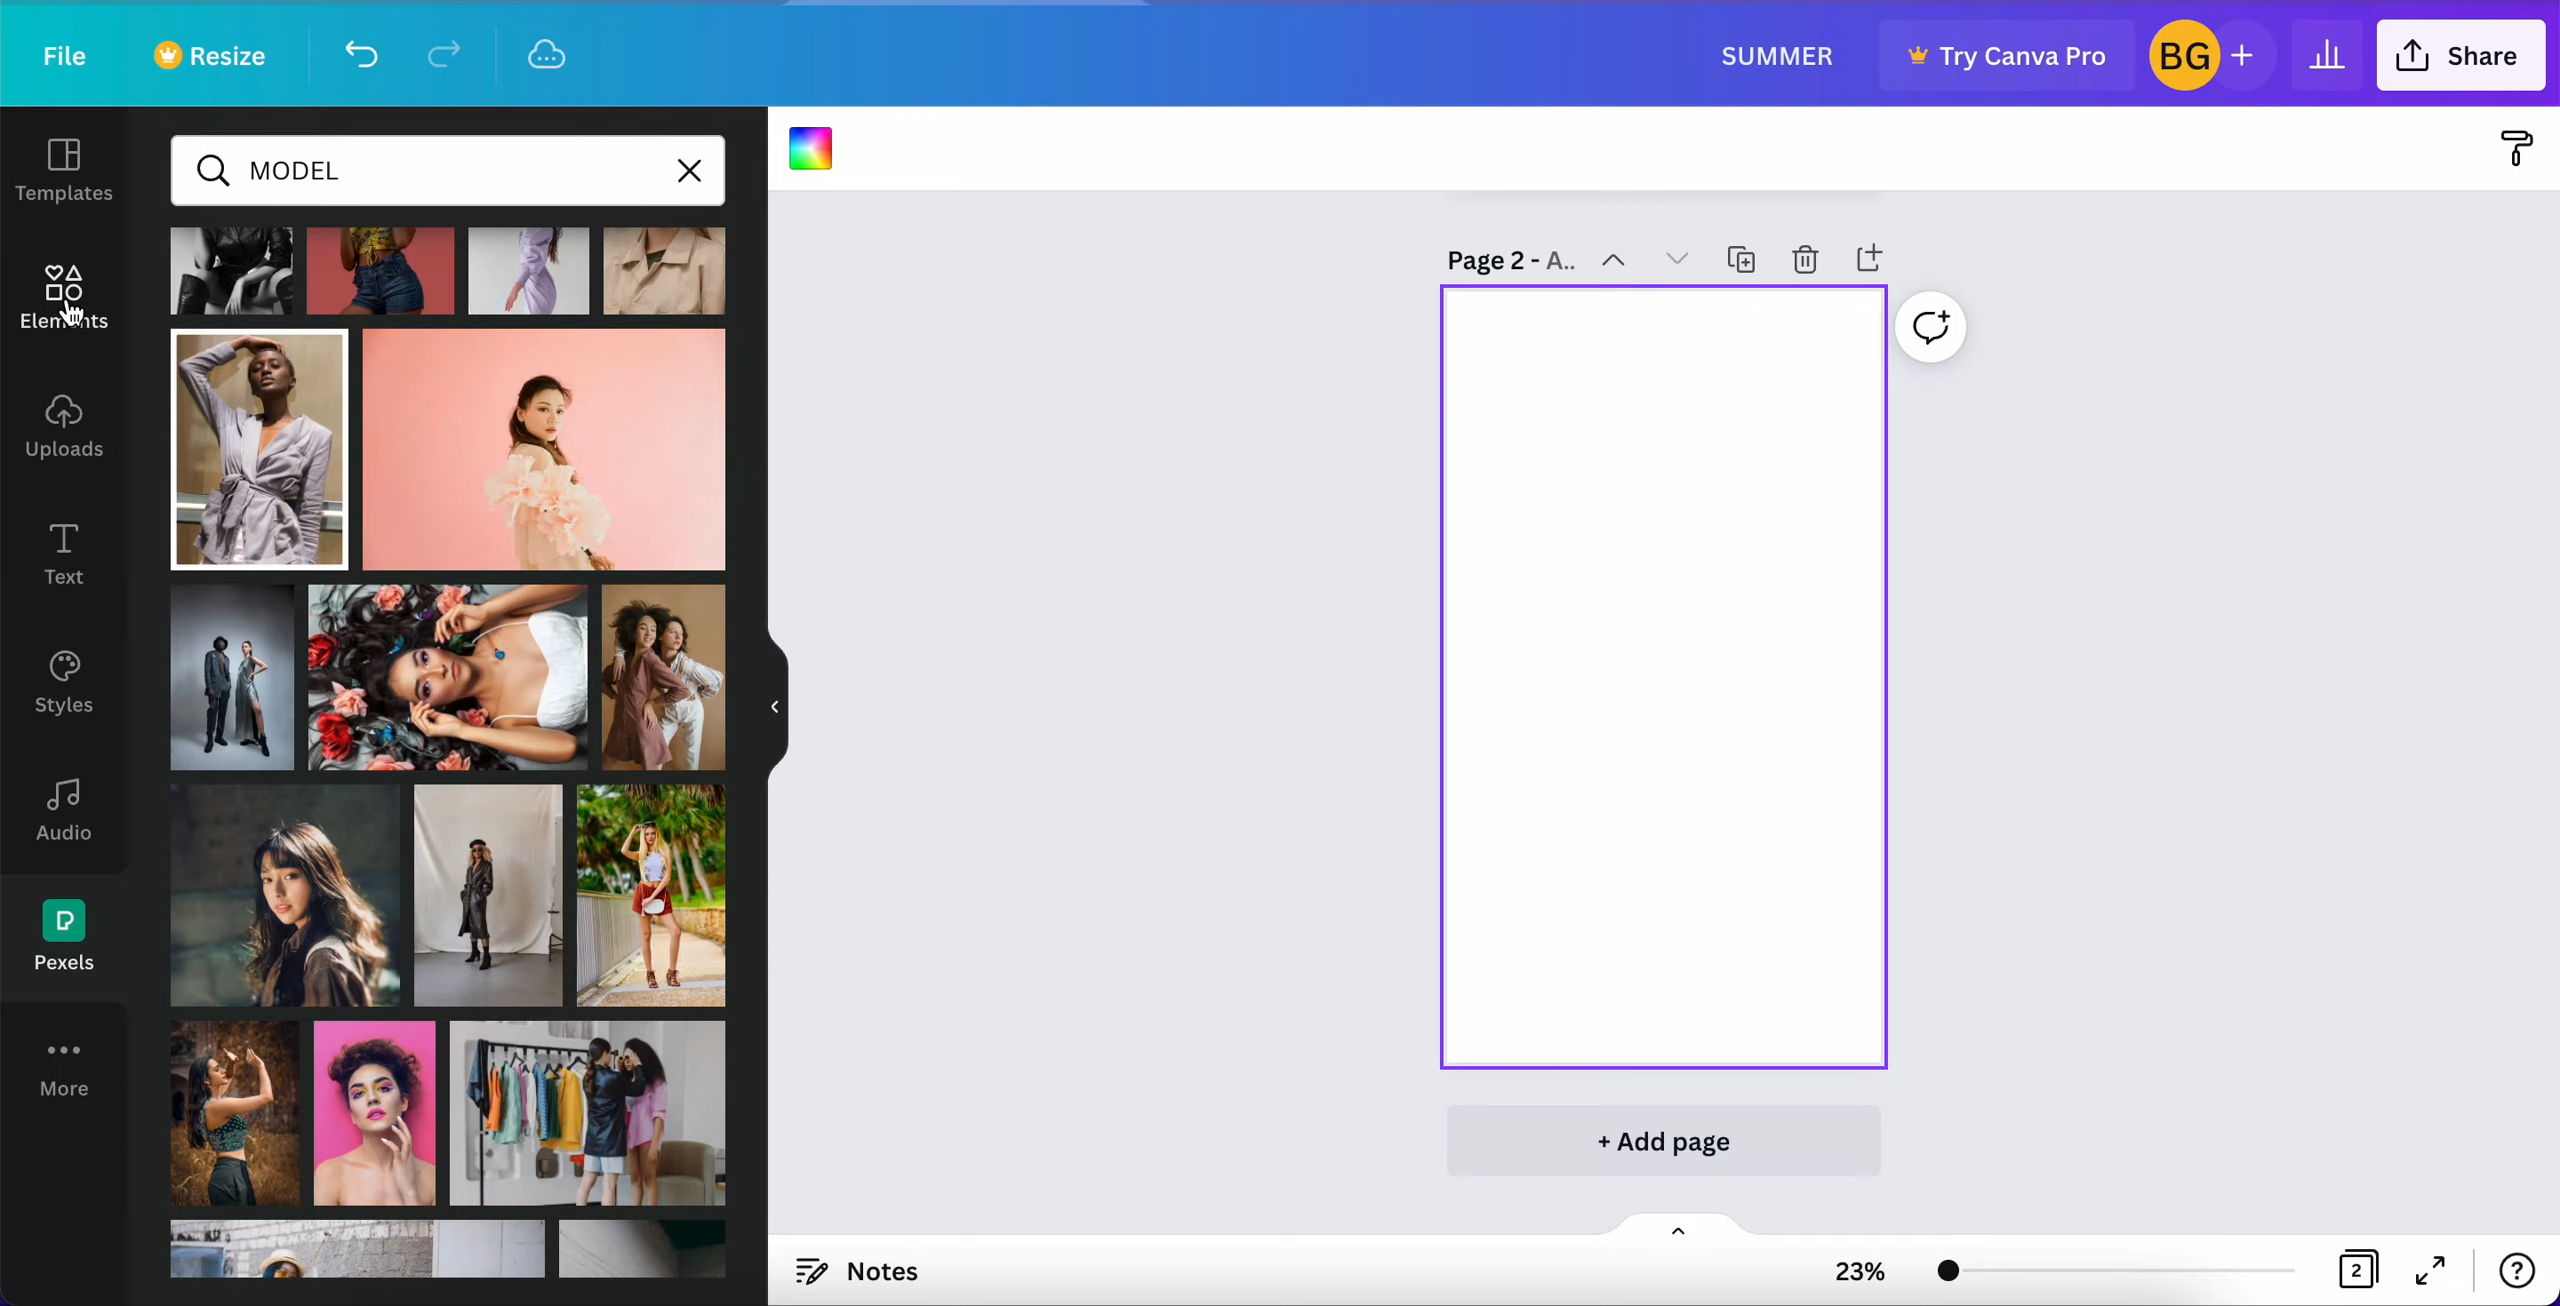 File
Resize
SUMMER
Try Canva Pro
BG
+
Share
Templates
MODEL
Page 2 - A..
Elements
Uploads
Text
Styles
Audio
P
Pexels
More
+ Add page
Notes
23%
2
?